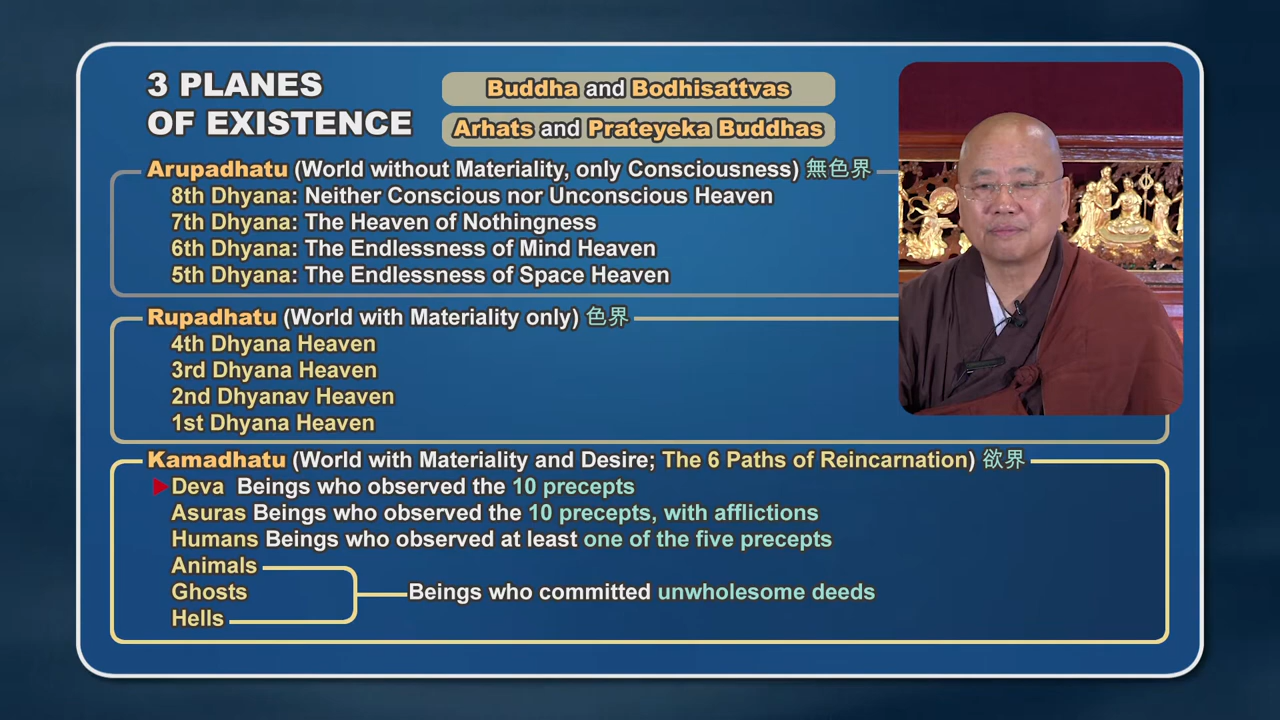 3 PLANES
OF EXISTENCE
Buddha and Bodhisattvas
Arhats and Prateyeka Buddhas
Arupadhatu (World without Materiality, only Consciousness) 無色界
8th Dhyana: Neither Conscious nor Unconscious Heaven
7th Dhyana: The Heaven of Nothingness
6th Dhyana: The Endlessness of Mind Heaven
5th Dhyana: The Endlessness of Space Heaven
Rupadhatu (World with Materiality only) 色界
4th Dhyana Heaven
3rd Dhyana Heaven
2nd Dhyanav Heaven
1st Dhyana Heaven
Kamadhatu (World with Materiality and Desire; The 6 Paths of Reincarnation) 欲界
Deva Beings who observed the 10 precepts
Asuras Beings who observed the 10 precepts, with afflictions
Humans Beings who observed at least one of the five precepts
Animals
Ghosts
Beings who committed unwholesome deeds
Hells